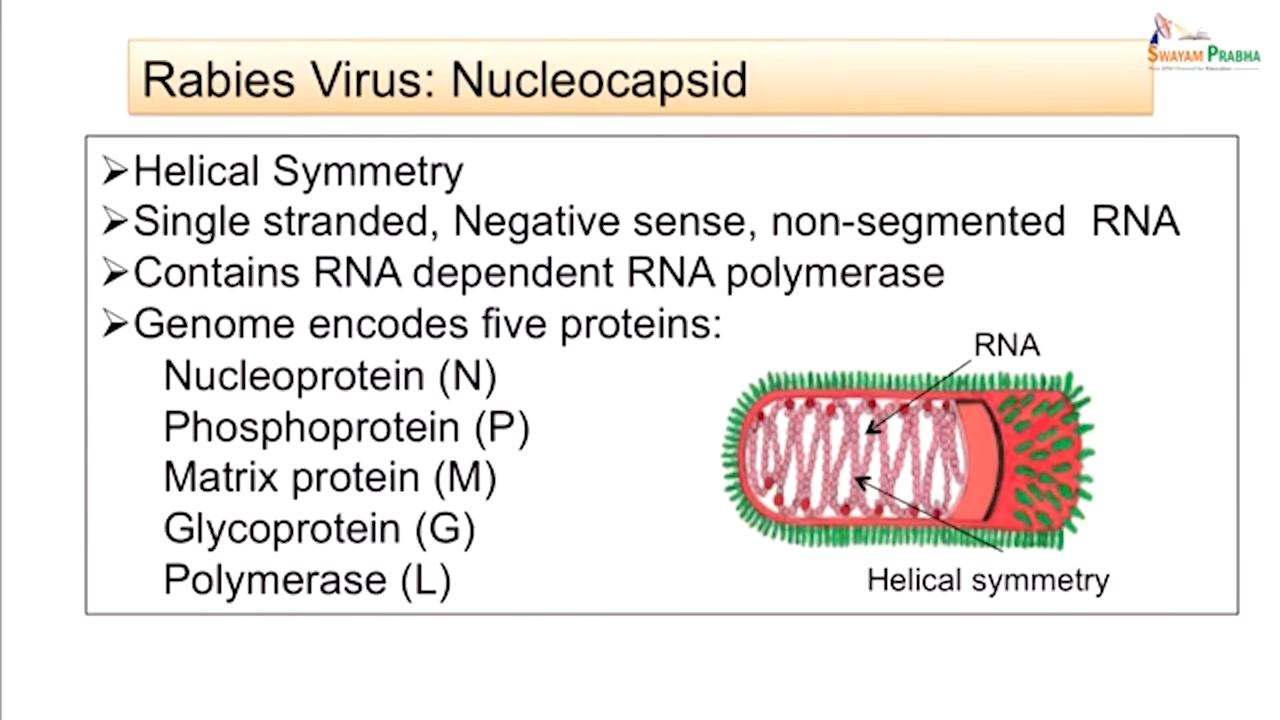 SWAYAM PRABHA
Rabies Virus: Nucleocapsid
➢Helical Symmetry
➢Single stranded, Negative sense, non-segmented RNA
➢Contains RNA dependent RNA polymerase
➢Genome encodes five proteins:
Nucleoprotein (N)
Phosphoprotein (P)
Matrix protein (M)
Glycoprotein (G)
Polymerase (L)
RNA
Helical symmetry